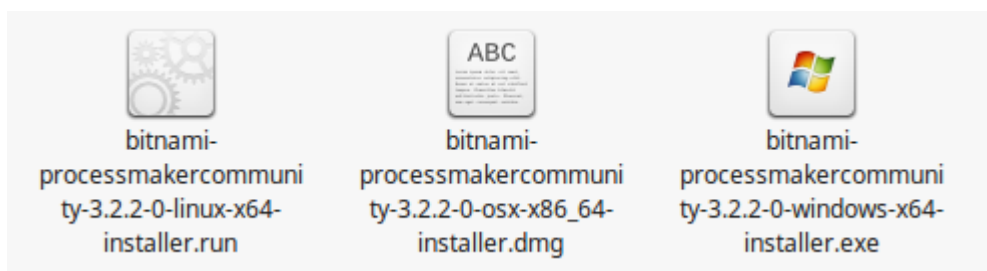 ABC
bitnami-
processmakercommuni
ty-3.2.2-0-linux-x64-
installer.run
bitnami-
processmakercommuni
ty-3.2.2-0-osx-x86_64-
installer.dmg
bitnami-
processmakercommuni
ty-3.2.2-0-windows-x64-
installer.exe